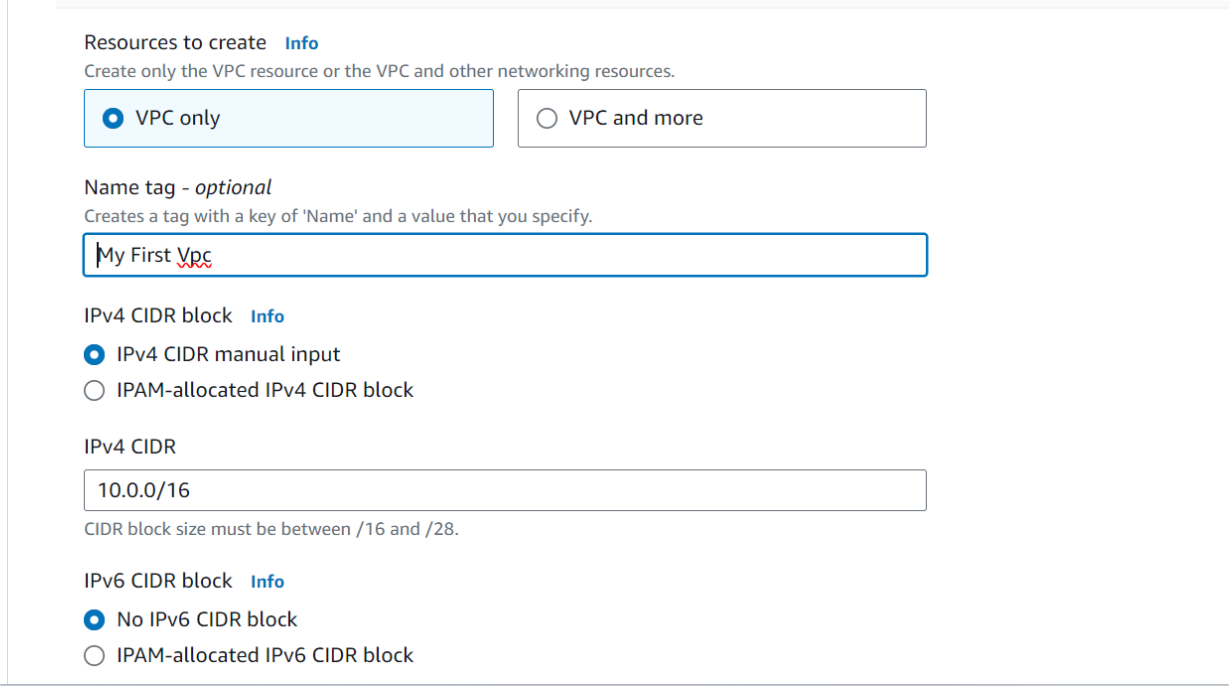 Resources to create Info
Create only the VPC resource or the VPC and other networking resources.
VPC only VPC and more
Name tag - optional
Creates a tag with a key of 'Name' and a value that you specify.
My First Vpc
IPv4 CIDR block Info
IPv4 CIDR manual input
IPAM-allocated IPv4 CIDR block
IPv4 CIDR
10.0.0/16
CIDR block size must be between /16 and /28.
IPv6 CIDR block Info
No IPv6 CIDR block
IPAM-allocated IPv6 CIDR block